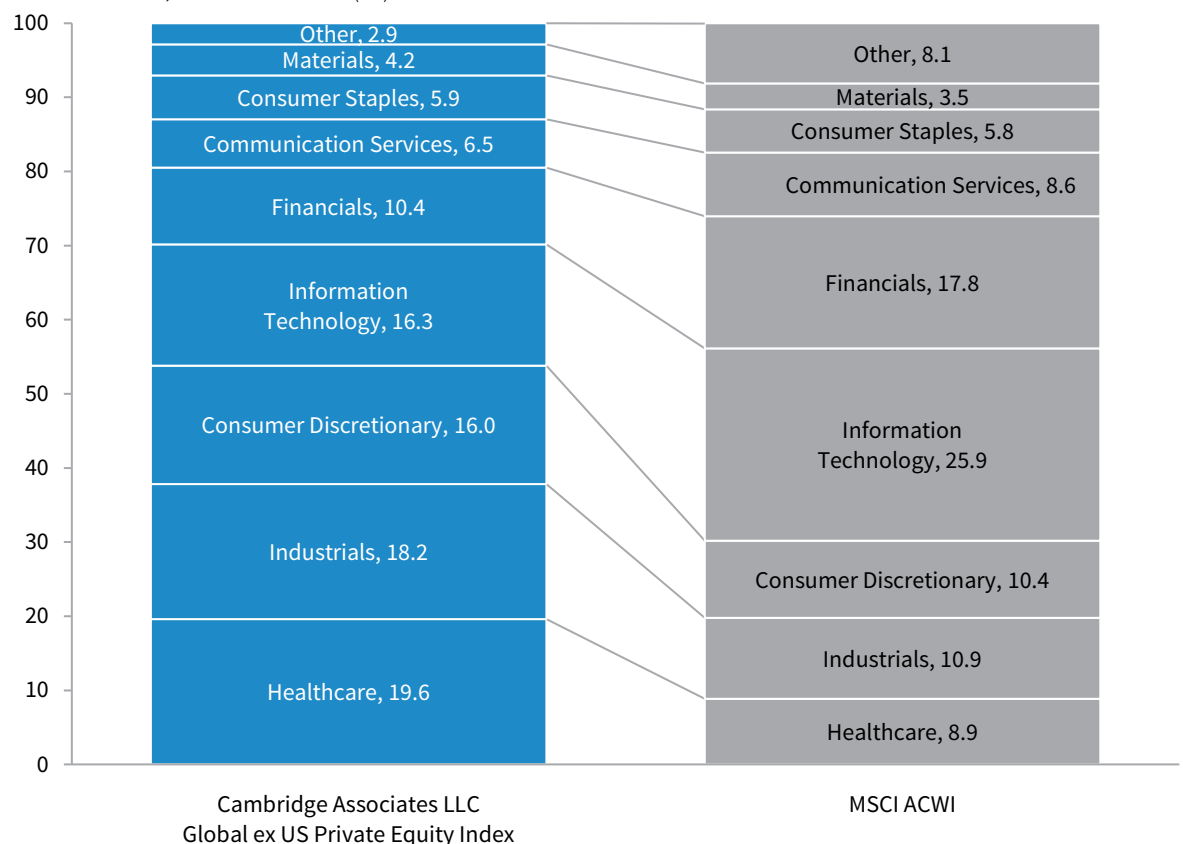 100
90
80
70
60
50
40
30
20
10
0
Other, 2.9
Materials, 4.2
Consumer Staples, 5.9
Communication Services, 6.5
Financials, 10.4
Information
Technology, 16.3
Consumer Discretionary, 16.0
Industrials, 18.2
Healthcare, 19.6
Other, 8.1
Materials, 3.5
Consumer Staples, 5.8
Communication Services, 8.6
Financials, 17.8
Information
Technology, 25.9
Consumer Discretionary, 10.4
Industrials, 10.9
Healthcare, 8.9
Cambridge Associates LLC
Global ex US Private Equity Index
MSCI ACWI